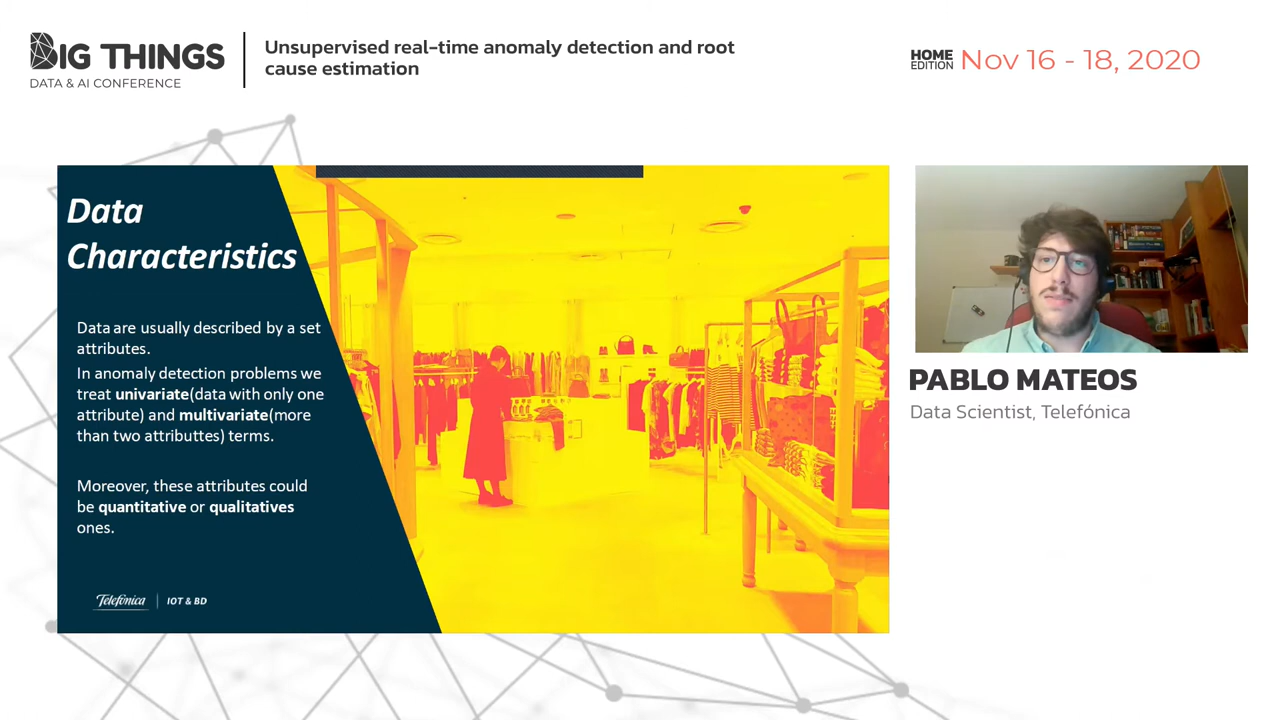 BIG THINGS
DATA & AI CONFERENCE
Unsupervised real-time anomaly detection and root
cause estimation
HOME
EDITION
Nov 16 - 18, 2020
Data
Characteristics
Data are usually described by a set
attributes.
In anomaly detection problems we
treat univariate(data with only one
attribute) and multivariate(more
than two attributtes) terms.
Moreover, these attributes could
be quantitative or qualitatives
ones.
Telefónica
IOT & BD
PABLO MATEOS
Data Scientist, Telefónica